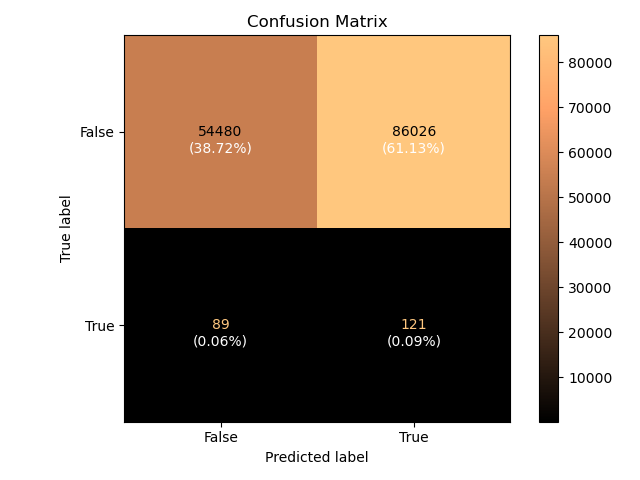 Confusion Matrix
54480
(38.72%)
86026
(61.13%)
89
(0.06%)
121
(0.09%)
False
True
True label
False
True
Predicted label
80000
70000
60000
50000
40000
30000
20000
10000